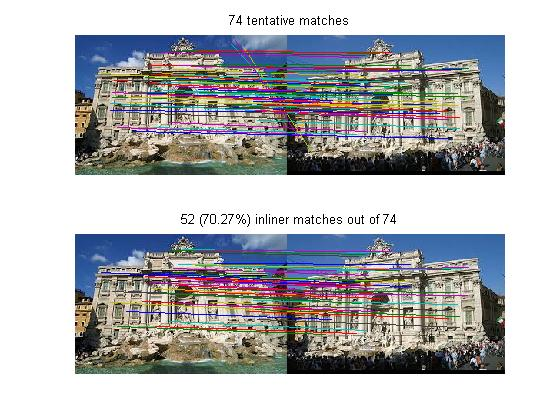 74 tentative matches
52 (70.27%) inliner matches out of 74